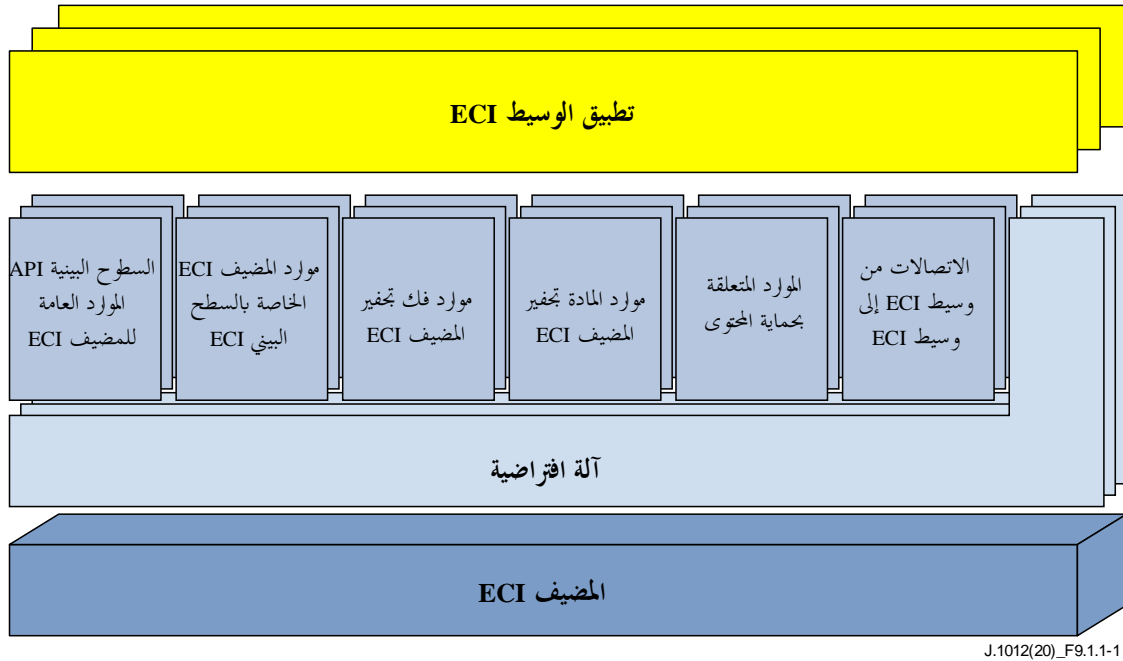 تطبيق الوسيط ECI
السطوح البينية API
الموارد العامة
للمضيف ECI
موارد المضيف ECI
الخاصة بالسطح
البيني ECI
موارد فك تجفير
المضيف ECI
موارد المادة تجفير
المضيف ECI
الموارد المتعلقة
بحماية المحتوى
الاتصالات من
وسيط ECI إلى
وسيط ECI
آلة افتراضية
المضيف ECI
J.1012(20)_F9.1.1-1